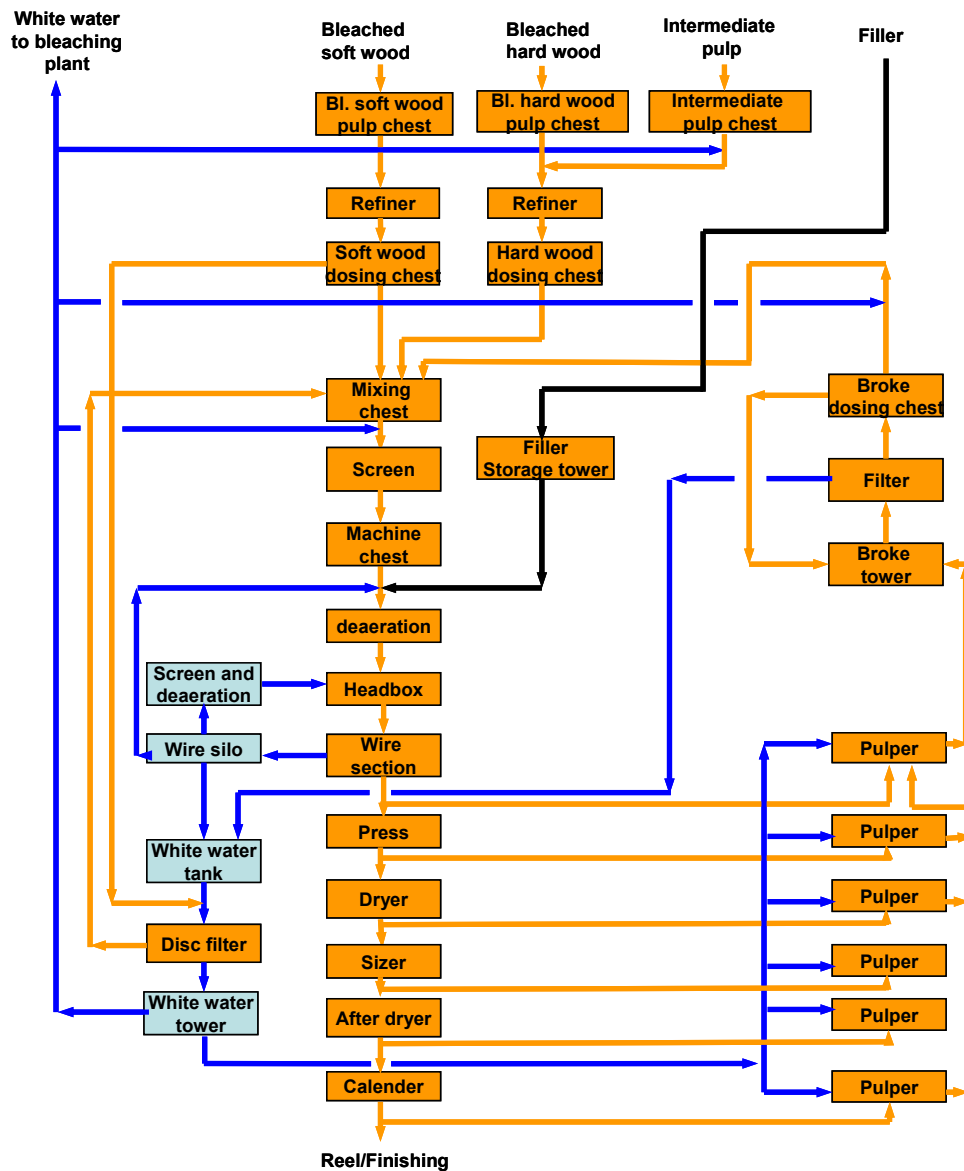 White water
to bleaching
plant
Bleached
soft wood
Bleached
hard wood
Intermediate
pulp
Filler
Bl. soft wood
pulp chest
Bl. hard wood
pulp chest
Intermediate
pulp chest
Refiner
Refiner
Soft wood
dosing chest
Hard wood
dosing chest
Mixing
chest
Broke
dosing chest
Screen
Filler
Storage tower
Filter
Machine
chest
Broke
tower
deaeration
Screen and
deaeration
Headbox
Wire silo
Wire
section
Pulper
Press
Pulper
White water
tank
Dryer
Pulper
Disc filter
Sizer
Pulper
White water
tower
After dryer
Pulper
Calender
Pulper
Reel/Finishing